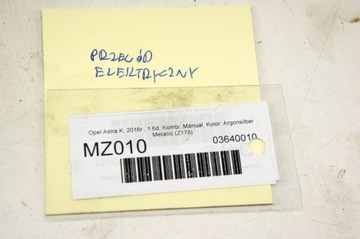 PRZEWÓD
ELEKTRYCZNY
Opel Astra K, 2016r., 1.6d, Kombi, Manual, Kolor: Argonsilber
Metallic (Z176)
MZ010
03640010